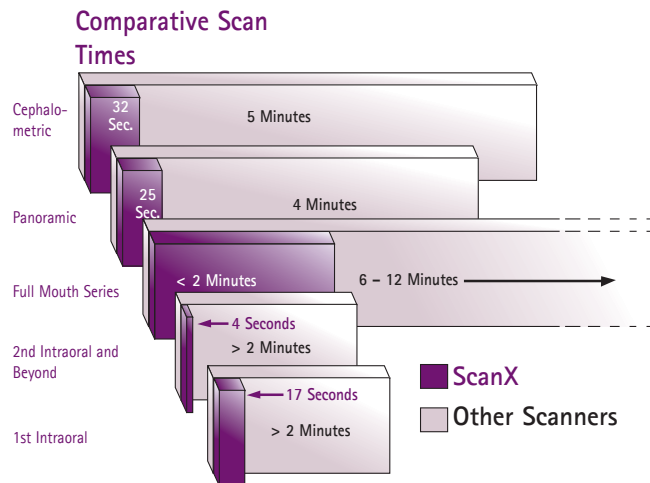 Comparative Scan
Times
Cephalo-
metric
32
Sec.
5 Minutes
Panoramic
25
Sec.
4 Minutes
Full Mouth Series
< 2 Minutes
6 – 12 Minutes
2nd Intraoral and
Beyond
4 Seconds
> 2 Minutes
1st Intraoral
17 Seconds
> 2 Minutes
ScanX
Other Scanners